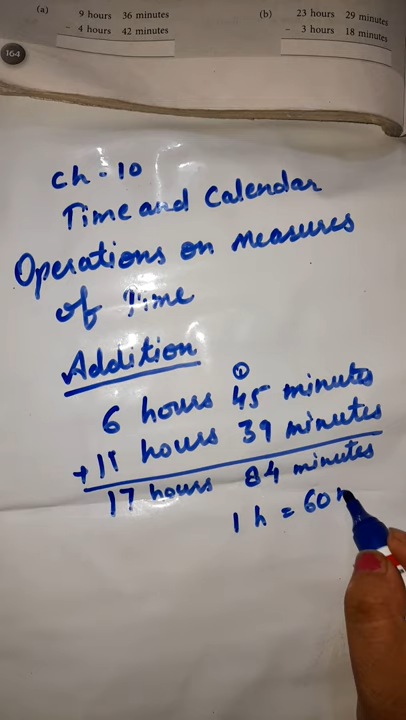 (a) 9 hours 36 minutes (b) 23 hours 29 minutes
- 4 hours 42 minutes - 3 hours 18 minutes
164
Ch - 10
Time and Calendar
Operations on Measures
of Time
Addition
1
6 hours 45 minutes
+ 11 hours 39 minutes
17 hours 84 minutes
1 h = 60